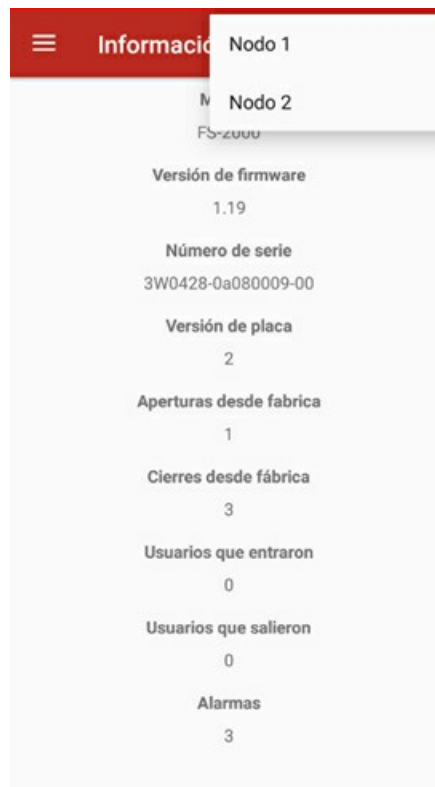 Informació
Nodo 1
Nodo 2
FS-2000
Versión de firmware
1.19
Número de serie
3W0428-0a080009-00
Versión de placa
2
Aperturas desde fabrica
1
Cierres desde fábrica
3
Usuarios que entraron
0
Usuarios que salieron
0
Alarmas
3